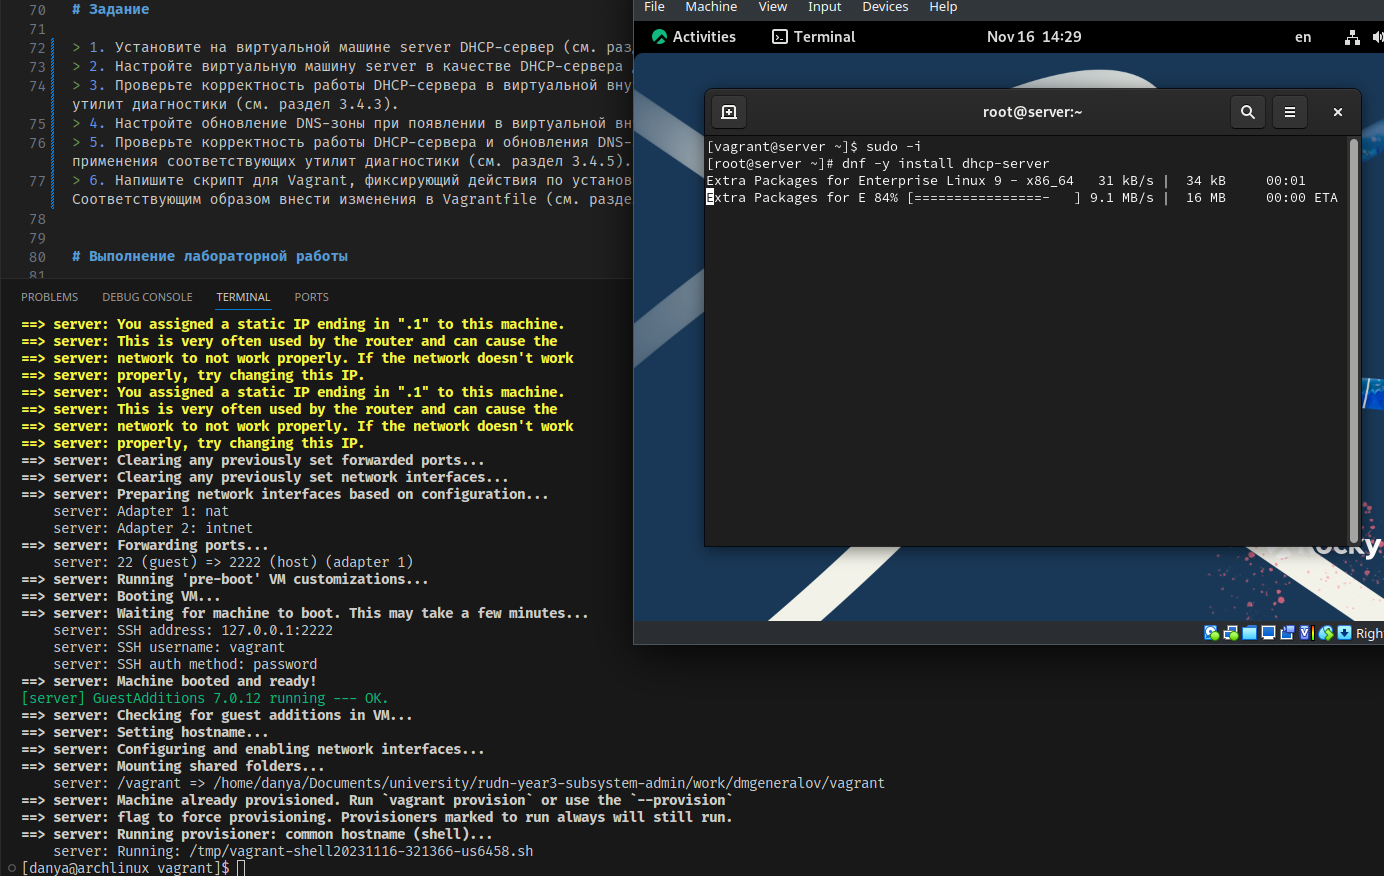 70 # Задание
71
72 > 1. Установите на виртуальной машине server DHCP-сервер (см.
73 > 2. Настройте виртуальную машину server в качестве DHCP-сервера
74 > 3. Проверьте корректность работы DHCP-сервера в виртуальной
утилит диагностики (см. раздел 3.4.3).
75 > 4. Настройте обновление DNS-зоны при появлении в виртуальной
76 > 5. Проверьте корректность работы DHCP-сервера и обновления DNS-
применения соответствующих утилит диагностики (см. раздел 3.4.5).
77 > 6. Напишите скрипт для Vagrant, фиксирующий действия по
Соответствующим образом внести изменения в Vagrantfile (см.
78
79
80 # Выполнение лабораторной работы
81
PROBLEMS DEBUG CONSOLE TERMINAL PORTS
==> server: You assigned a static IP ending in ".1" to this machine.
==> server: This is very often used by the router and can cause the
==> server: network to not work properly. If the network doesn't work
==> server: properly, try changing this IP.
==> server: You assigned a static IP ending in ".1" to this machine.
==> server: This is very often used by the router and can cause the
==> server: network to not work properly. If the network doesn't work
==> server: properly, try changing this IP.
==> server: Clearing any previously set forwarded ports...
==> server: Clearing any previously set network interfaces...
==> server: Preparing network interfaces based on configuration...
server: Adapter 1: nat
server: Adapter 2: intnet
==> server: Forwarding ports...
server: 22 (guest) => 2222 (host) (adapter 1)
==> server: Running 'pre-boot' VM customizations...
==> server: Booting VM...
==> server: Waiting for machine to boot. This may take a few minutes...
server: SSH address: 127.0.0.1:2222
server: SSH username: vagrant
server: SSH auth method: password
==> server: Machine booted and ready!
[server] GuestAdditions 7.0.12 running --- OK.
==> server: Checking for guest additions in VM...
==> server: Setting hostname...
==> server: Configuring and enabling network interfaces...
==> server: Mounting shared folders...
server: /vagrant => /home/danya/Documents/university/rudn-year3-subsystem-admin/work/dmgeneralov/vagrant
==> server: Machine already provisioned. Run `vagrant provision` or use the `--provision`
==> server: flag to force provisioning. Provisioners marked to run always will still run.
==> server: Running provisioner: common hostname (shell)...
server: Running: /tmp/vagrant-shell20231116-321366-us6458.sh
[danya@archlinux vagrant]$
File Machine View Input Devices Help
Activities Terminal Nov 16 14:29 en
root@server:~
[vagrant@server ~]$ sudo -i
[root@server ~]# dnf -y install dhcp-server
Extra Packages for Enterprise Linux 9 - x86_64 31 kB/s | 34 kB 00:01
Extra Packages for E 84% [================- ] 9.1 MB/s | 16 MB 00:00 ETA
Righ